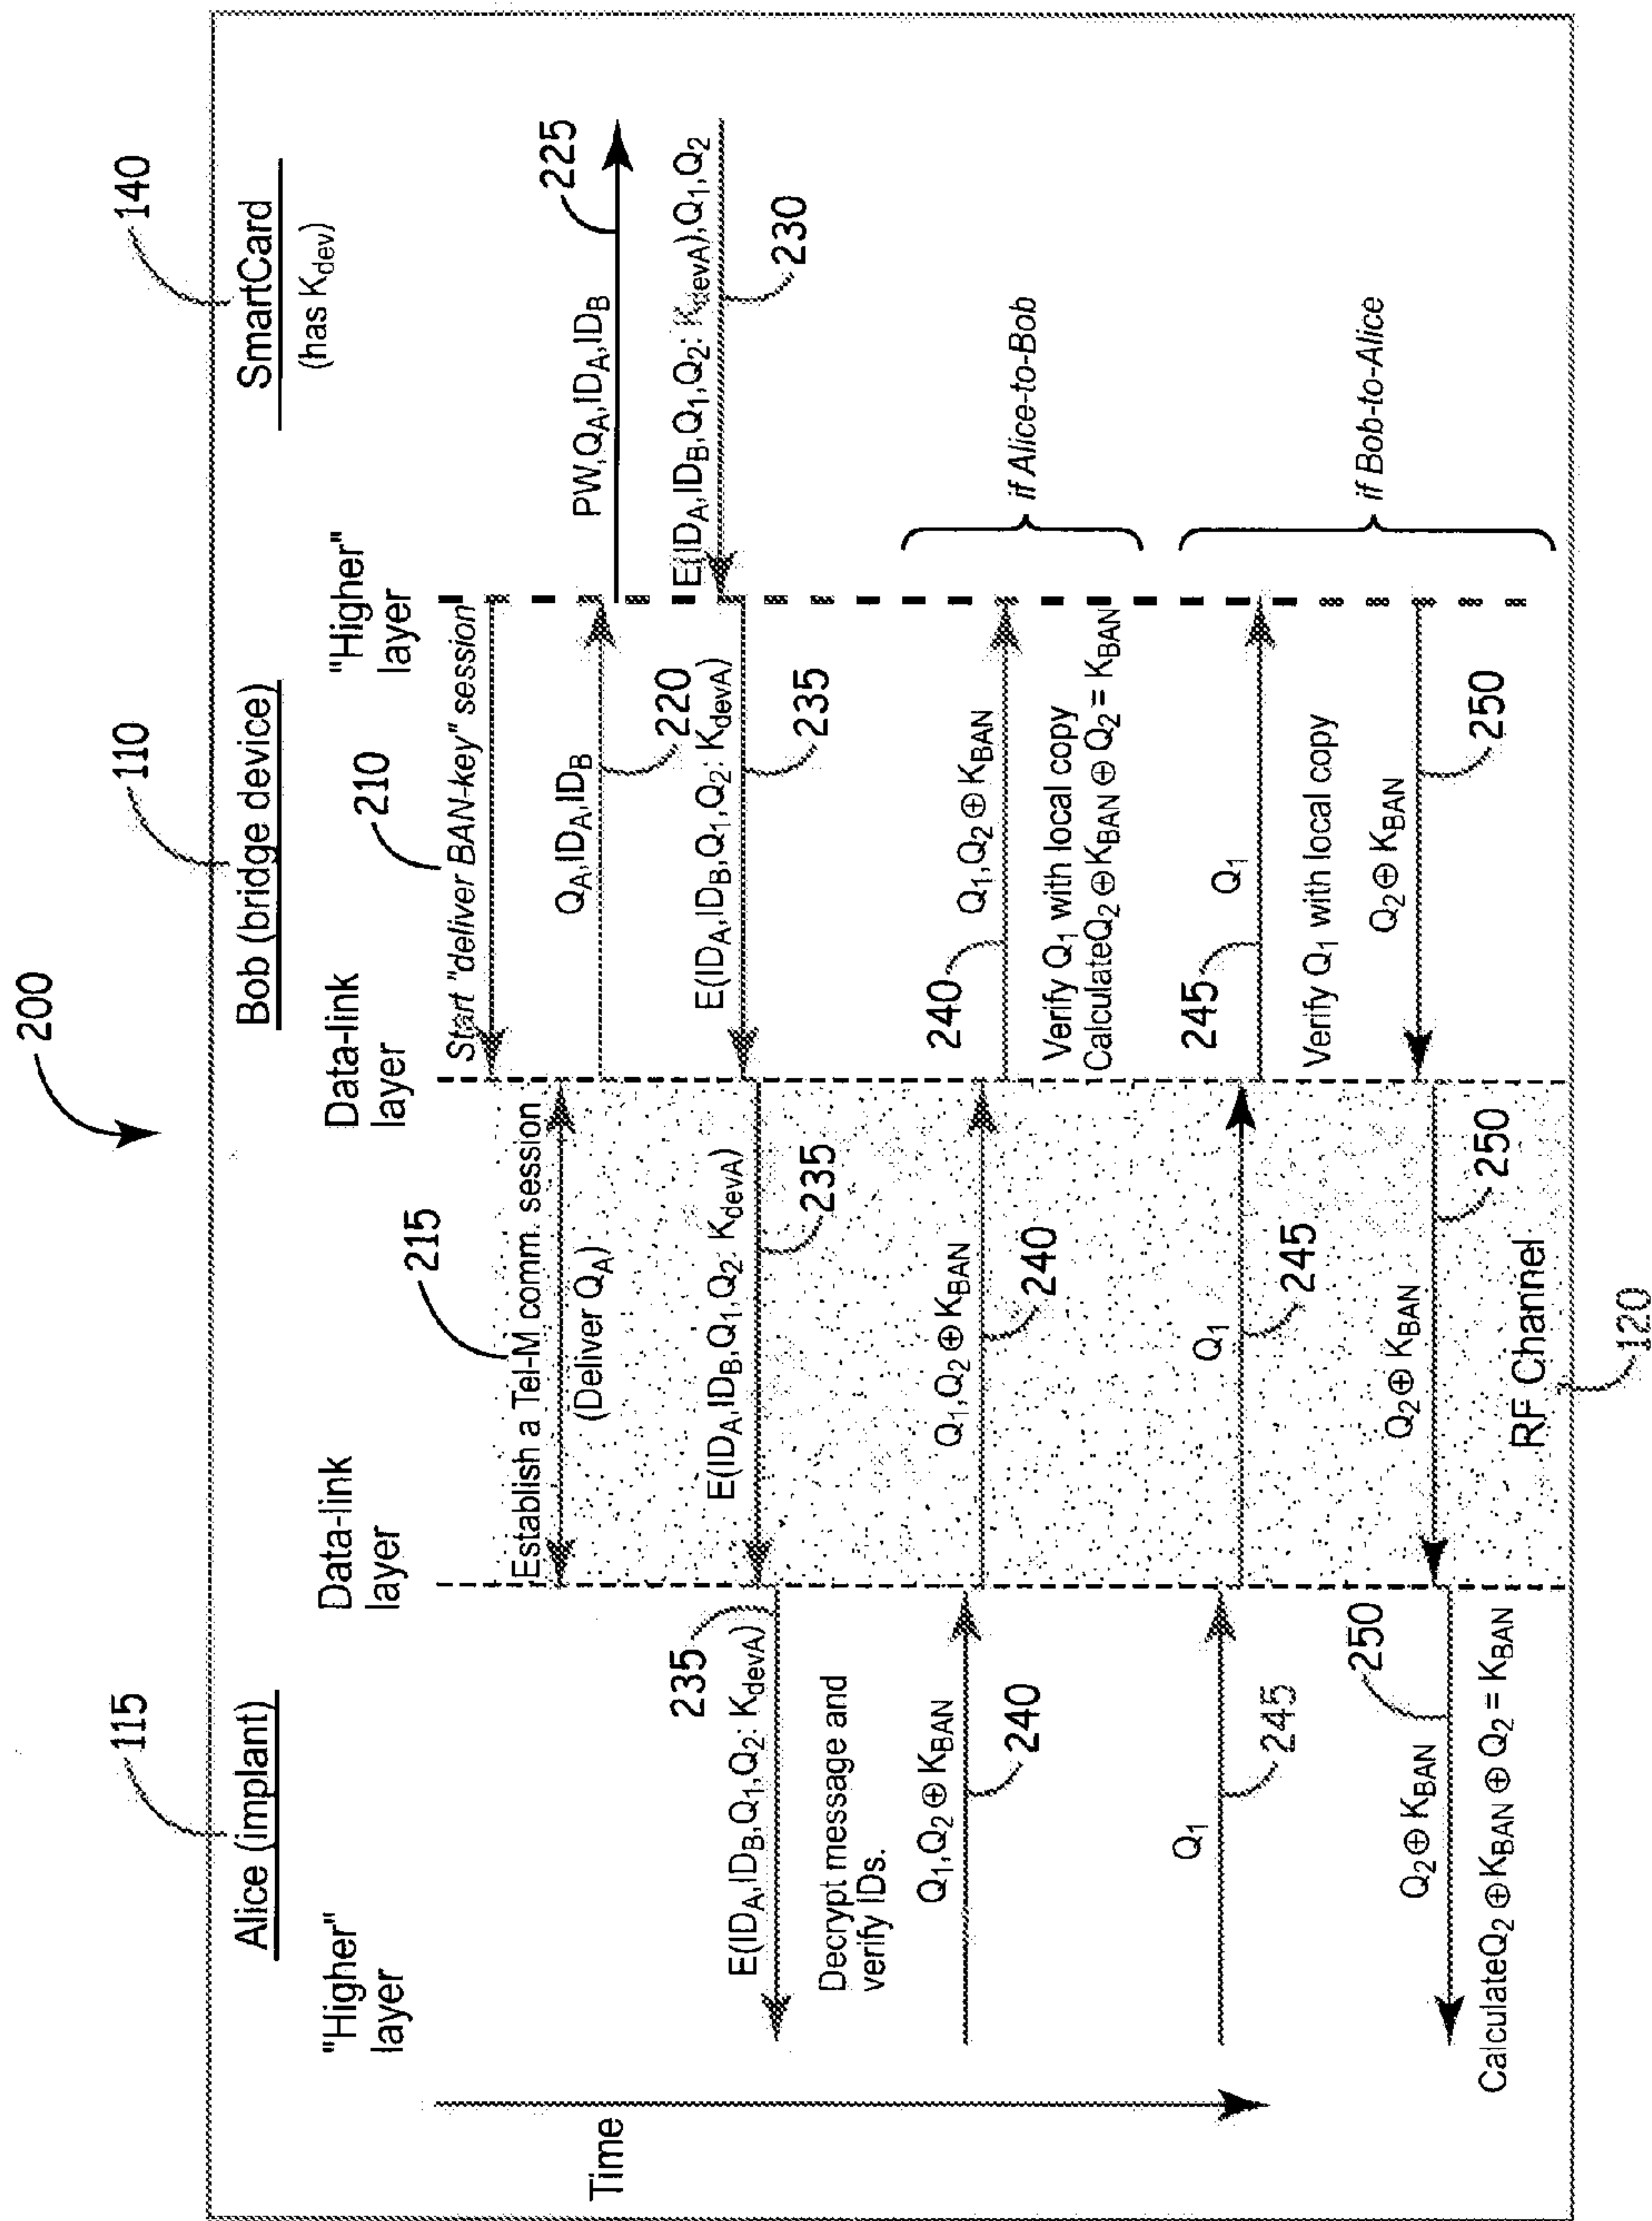 200
115
110
140
Alice (implant)
Bob (bridge device)
SmartCard
(has K_dev)
"Higher"
layer
Data-link
layer
Data-link
layer
"Higher"
layer
Time
210
Start "deliver BAN-key" session
215
Establish a Tel-M comm. session
(Deliver Q_A)
Q_A,ID_A,ID_B
220
PW,Q_A,ID_A,ID_B
225
E(ID_A,ID_B,Q_1,Q_2: K_devA),Q_1,Q_2
230
E(ID_A,ID_B,Q_1,Q_2: K_devA)
235
E(ID_A,ID_B,Q_1,Q_2: K_devA)
235
E(ID_A,ID_B,Q_1,Q_2: K_devA)
235
Decrypt message and
verify IDs.
Q_1,Q_2⊕K_BAN
240
Q_1,Q_2⊕K_BAN
240
Q_1,Q_2⊕K_BAN
240
Verify Q_1 with local copy
CalculateQ_2⊕K_BAN⊕Q_2 = K_BAN
if Alice-to-Bob
Q_1
245
Q_1
245
Q_1
245
Verify Q_1 with local copy
if Bob-to-Alice
Q_2⊕K_BAN
250
Q_2⊕K_BAN
250
Q_2⊕K_BAN
250
CalculateQ_2⊕K_BAN⊕Q_2 = K_BAN
RF Channel
120